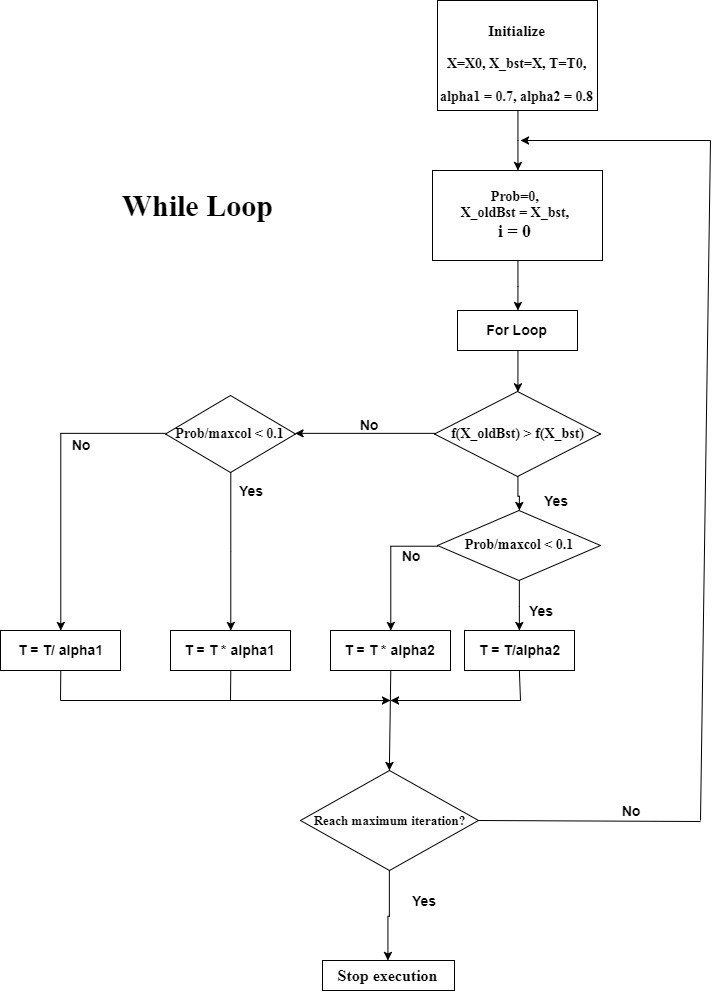 Initialize
X=X0, X_bst=X, T=T0,
alpha1 = 0.7, alpha2 = 0.8
While Loop
Prob=0,
X_oldBst = X_bst,
i = 0
For Loop
Prob/maxcol < 0.1
No
f(X_oldBst) > f(X_bst)
No
Yes
Yes
Prob/maxcol < 0.1
No
Yes
T = T/ alpha1
T = T * alpha1
T = T * alpha2
T = T/alpha2
Reach maximum iteration?
No
Yes
Stop execution